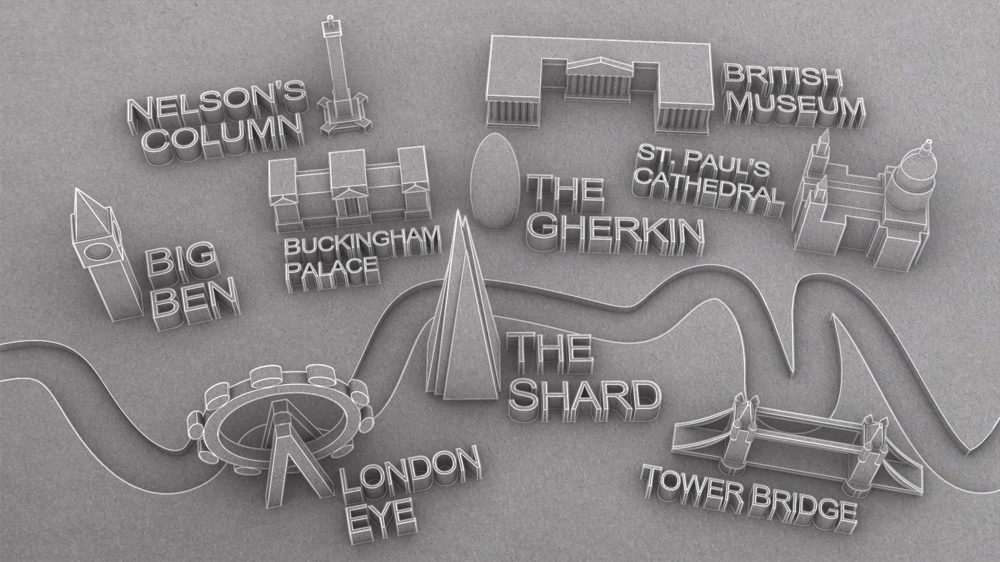 NELSON'S
COLUMN
BRITISH
MUSEUM
ST. PAUL'S
CATHEDRAL
THE
GHERKIN
BUCKINGHAM
PALACE
BIG
BEN
THE
SHARD
LONDON
EYE
TOWER BRIDGE